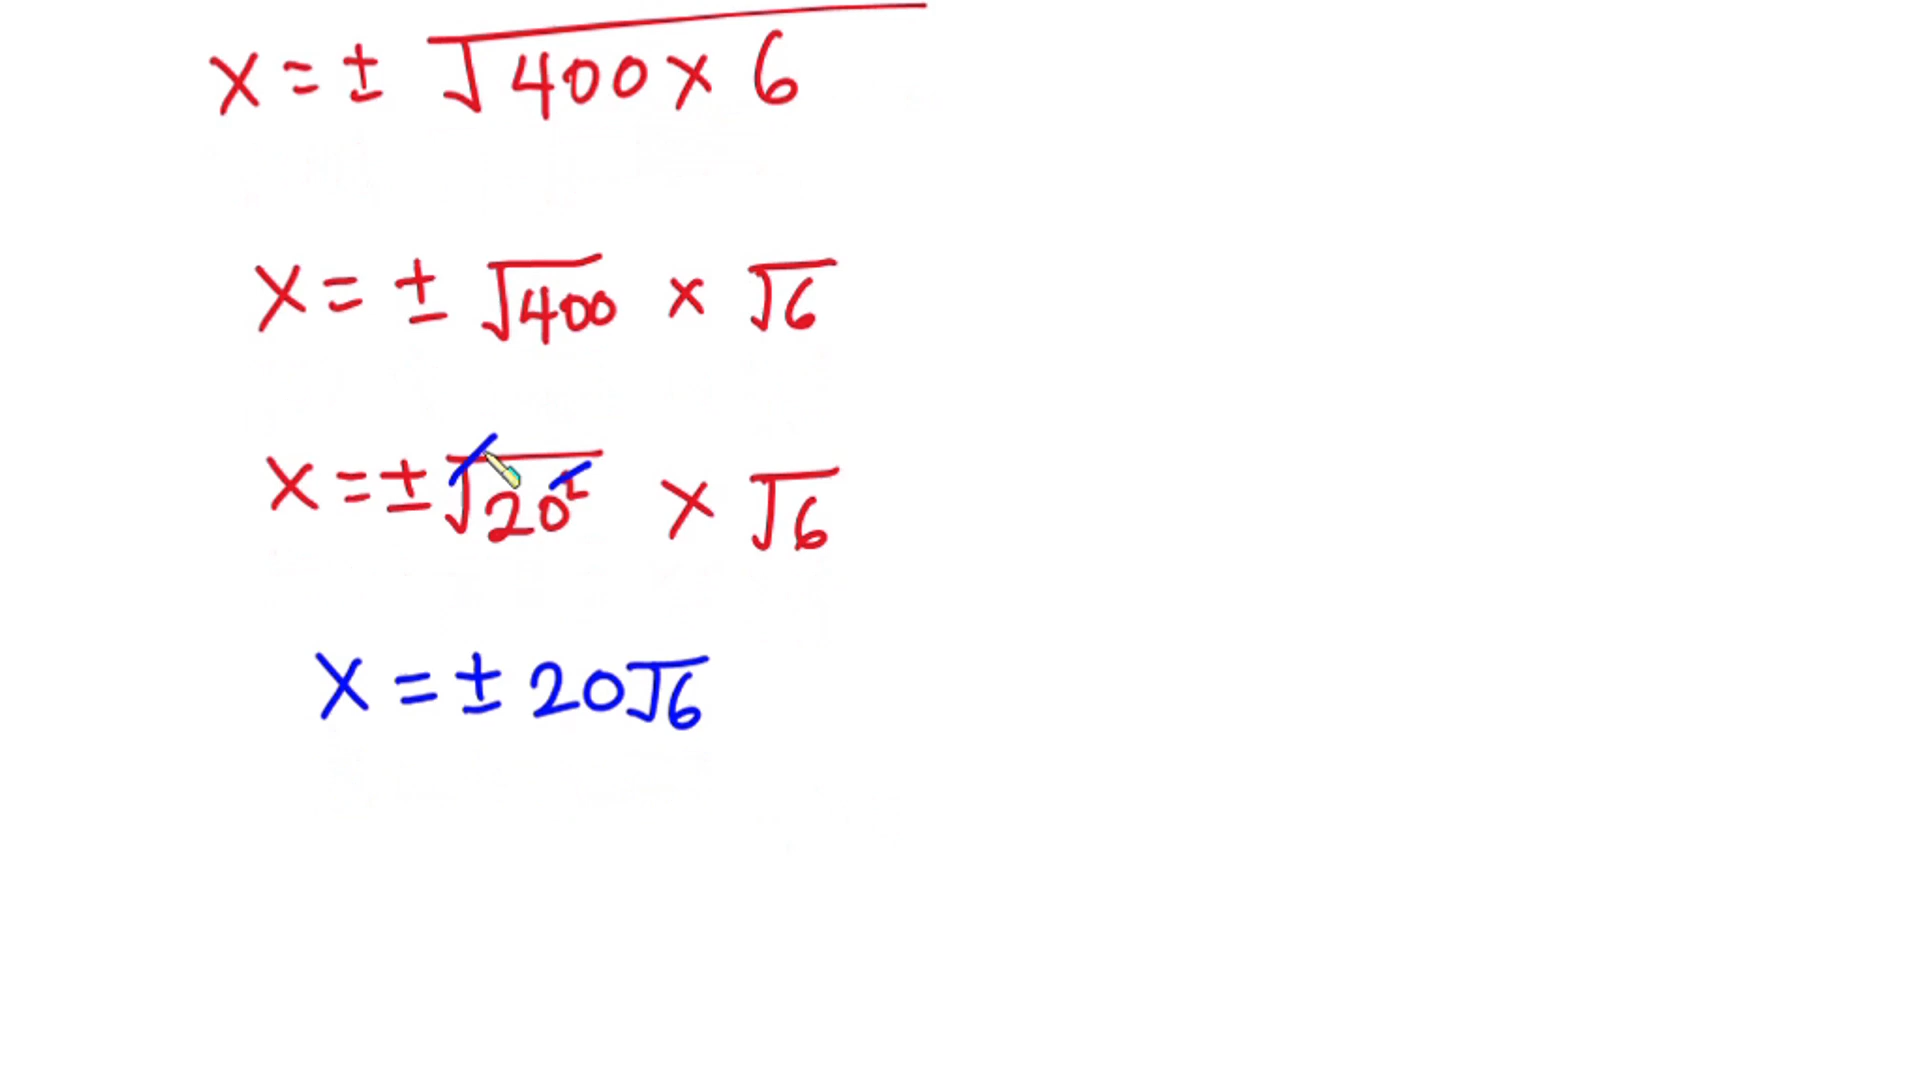 x = ± √400 × 6
x = ± √400 × √6
x = ± √20² × √6
x = ± 20√6